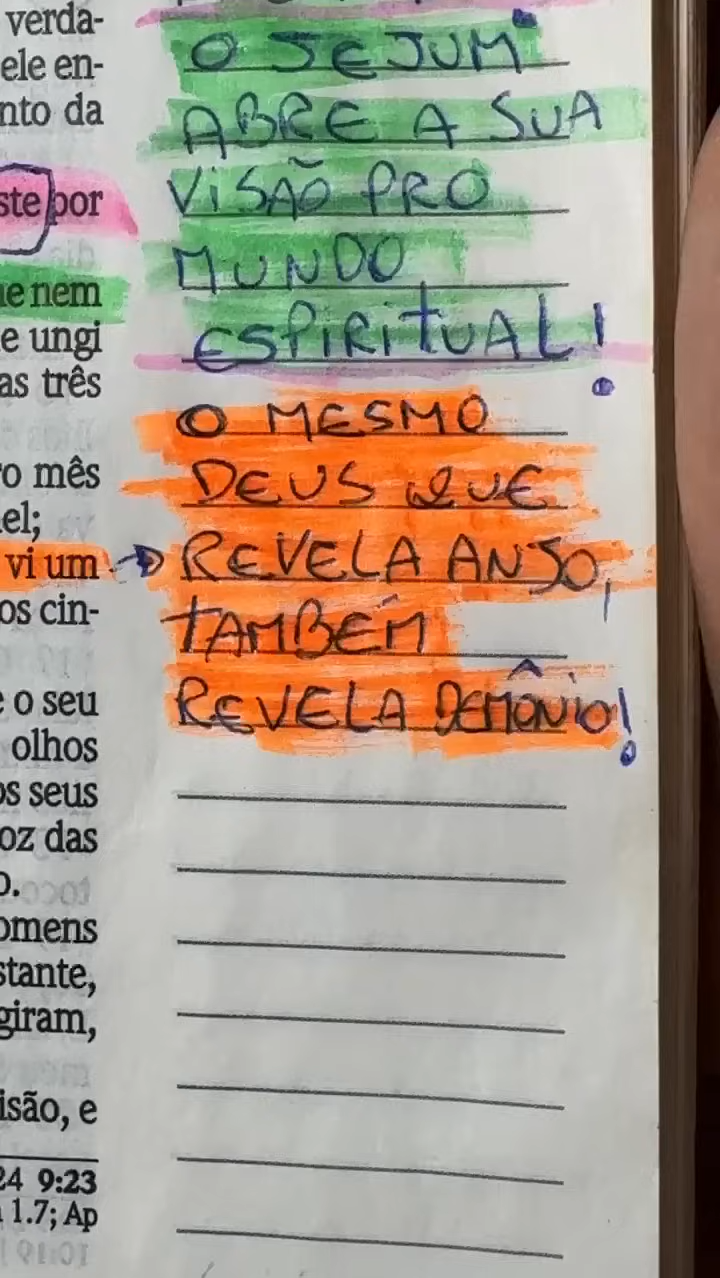 verda-
ele en-
nto da
ste por
e nem
e ungi
as três
o mês
el;
vi um
os cin-
e o seu
olhos
os seus
oz das
o.
omens
stante,
giram,
isão, e
24 9:23
1.7; Ap
O JEJUM
ABRE A SUA
VISÃO PRO
MUNDO
ESPIRITUAL!
O MESMO
DEUS QUE
REVELA ANJO,
TAMBÉM
REVELA DEMÔNIO!